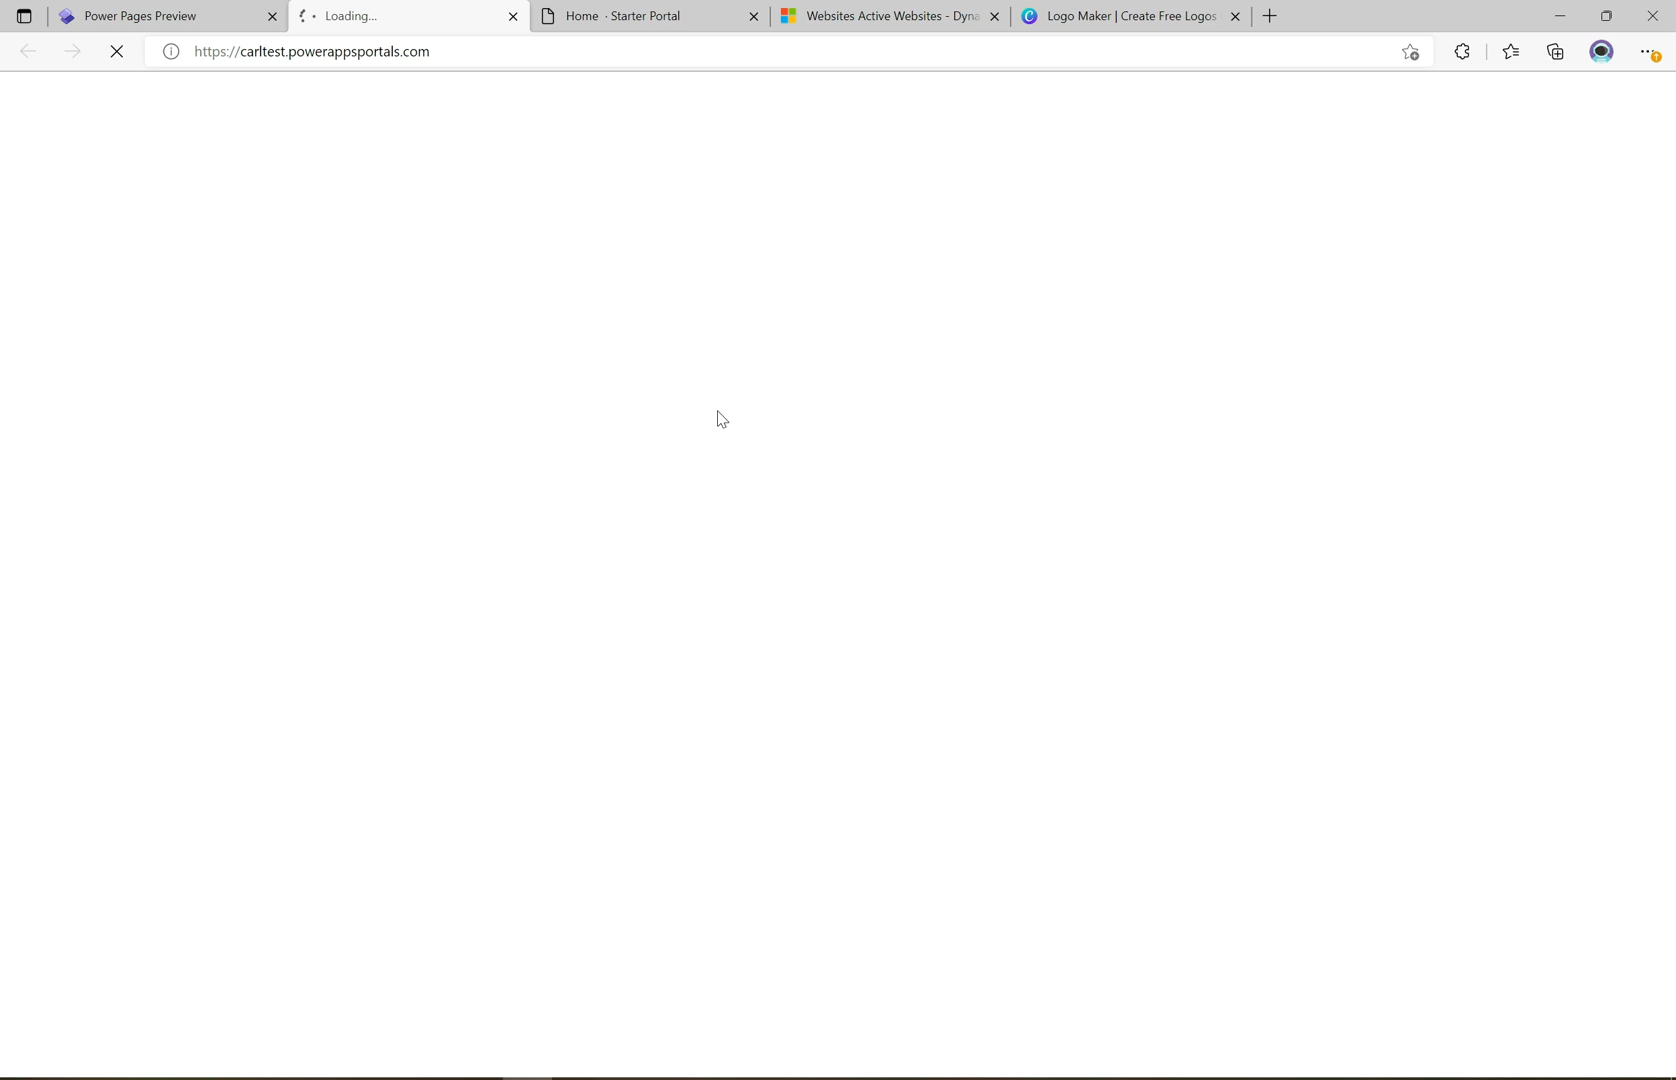 Power Pages Preview
Loading...
Home · Starter Portal
Websites Active Websites - Dyna
Logo Maker | Create Free Logos
https://carltest.powerappsportals.com